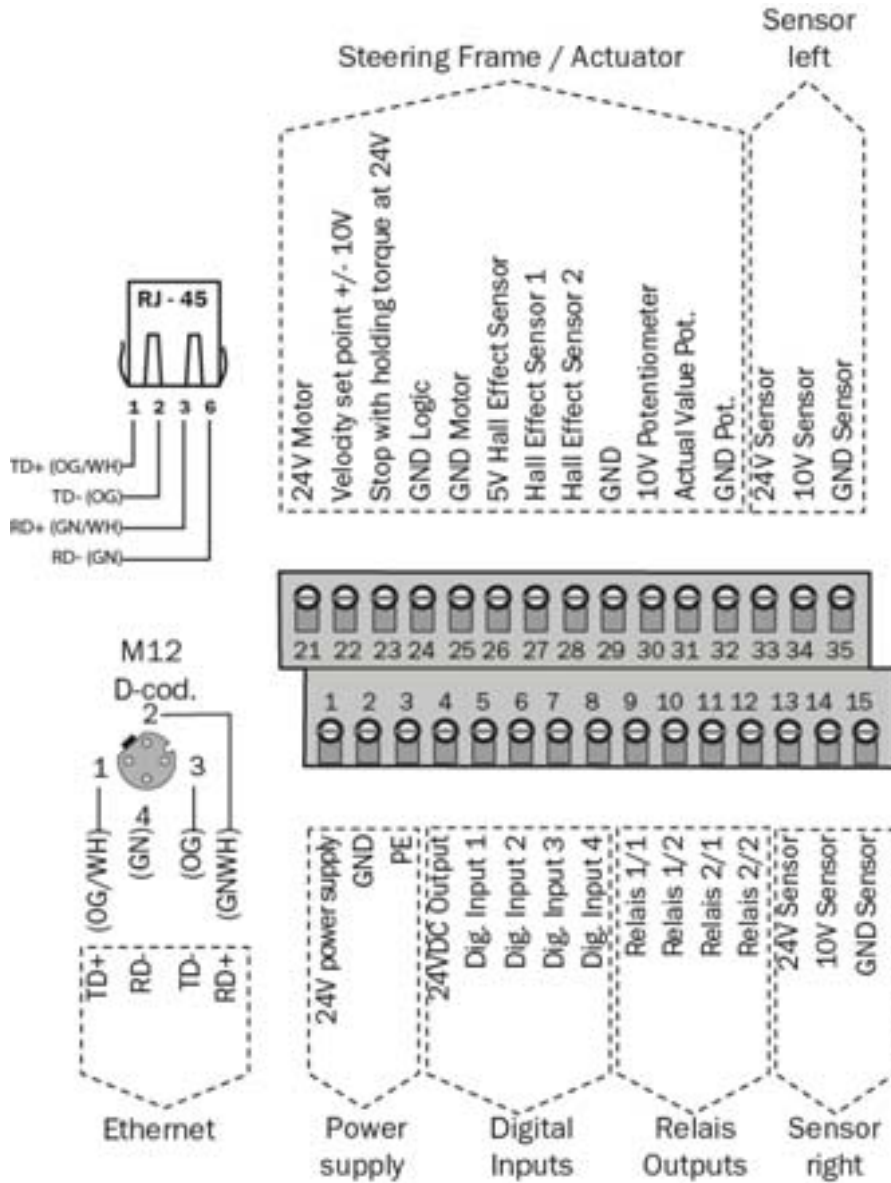 Steering Frame / Actuator
Sensor
left
24V Motor
Velocity set point +/- 10V
Stop with holding torque at 24V
GND Logic
GND Motor
5V Hall Effect Sensor
Hall Effect Sensor 1
Hall Effect Sensor 2
GND
10V Potentiometer
Actual Value Pot.
GND Pot.
24V Sensor
10V Sensor
GND Sensor
RJ - 45
1 2 3 6
TD+ (OG/WH)
TD- (OG)
RD+ (GN/WH)
RD- (GN)
21 22 23 24 25 26 27 28 29 30 31 32 33 34 35
1 2 3 4 5 6 7 8 9 10 11 12 13 14 15
M12
D-cod.
2
1 3
4
(OG/WH)
(GN)
(OG)
(GNWH)
TD+
RD-
TD-
RD+
Ethernet
24V power supply
GND
PE
24VDC Output
Dig. Input 1
Dig. Input 2
Dig. Input 3
Dig. Input 4
Relais 1/1
Relais 1/2
Relais 2/1
Relais 2/2
24V Sensor
10V Sensor
GND Sensor
Power
supply
Digital
Inputs
Relais
Outputs
Sensor
right